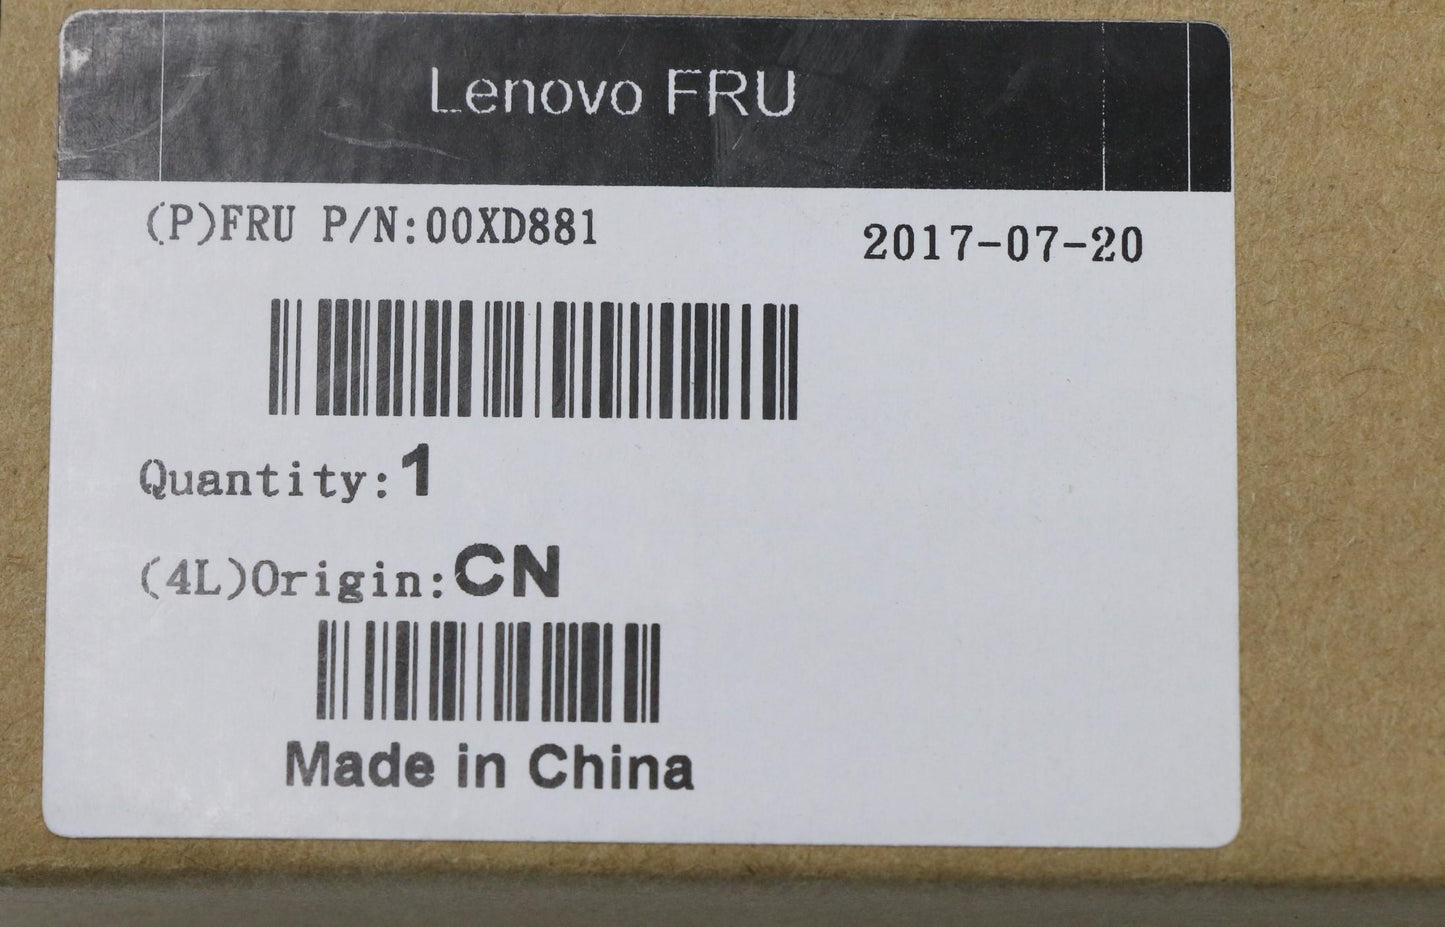 Lenovo FRU
(P)FRU P/N:00XD881
2017-07-20
Quantity:1
(4L)Origin:CN
Made in China